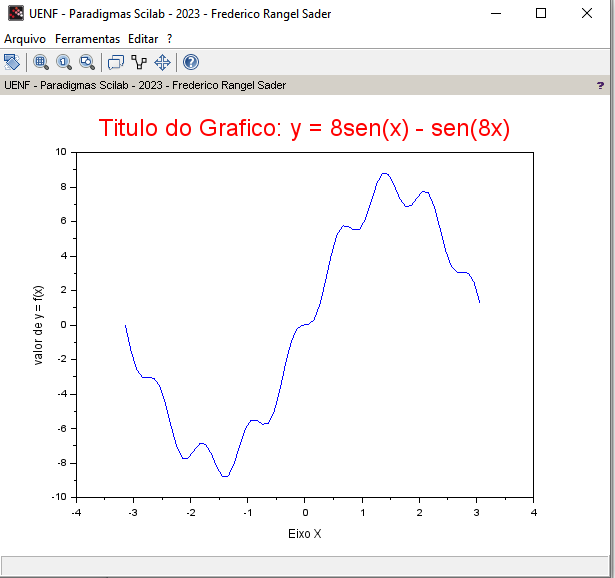 UENF - Paradigmas Scilab - 2023 - Frederico Rangel Sader
Arquivo Ferramentas Editar ?
?
UENF - Paradigmas Scilab - 2023 - Frederico Rangel Sader ?
Titulo do Grafico: y = 8sen(x) - sen(8x)
10
8
6
4
2
0
-2
-4
-6
-8
-10
valor de y = f(x)
-4 -3 -2 -1 0 1 2 3 4
Eixo X